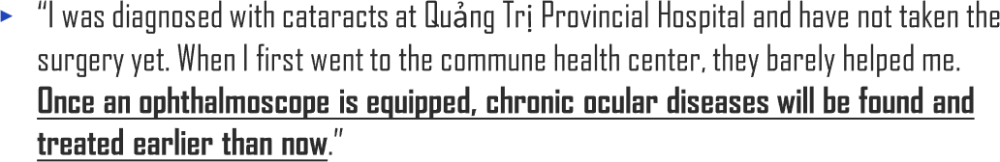 “I was diagnosed with cataracts at Quảng Trị Provincial Hospital and have not taken the
surgery yet. When I first went to the commune health center, they barely helped me.
Once an ophthalmoscope is equipped, chronic ocular diseases will be found and
treated earlier than now.”